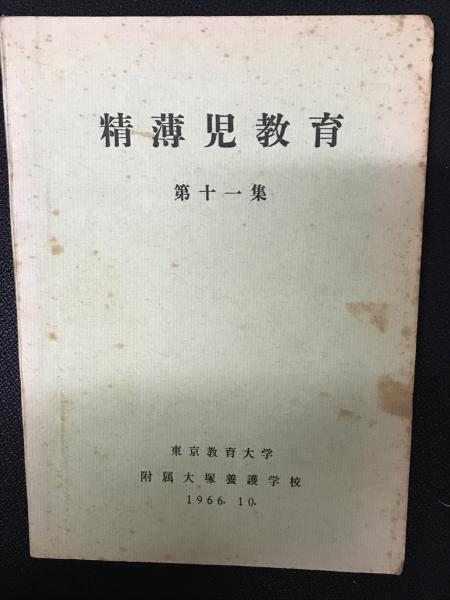 精薄児教育
第十一集
東京教育大学
附属大塚養護学校
1966. 10.